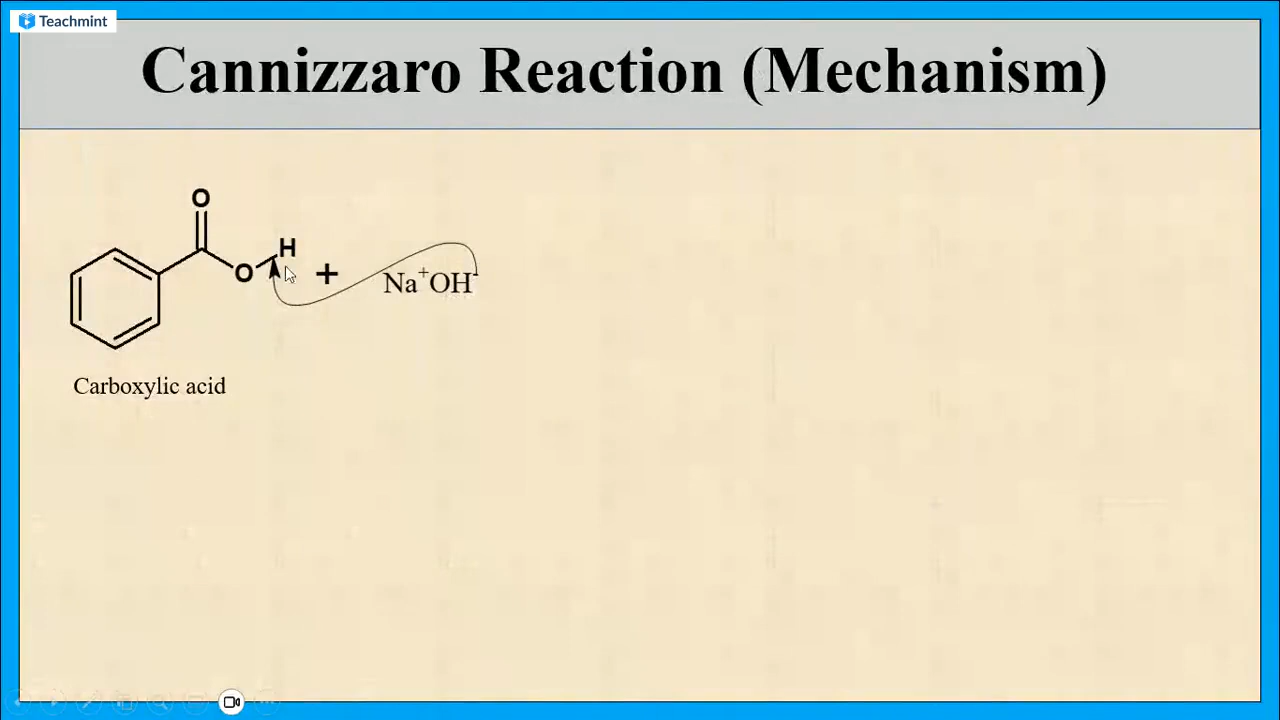 Teachmint
Cannizzaro Reaction (Mechanism)
O
H
O
+
Na⁺OH⁻
Carboxylic acid